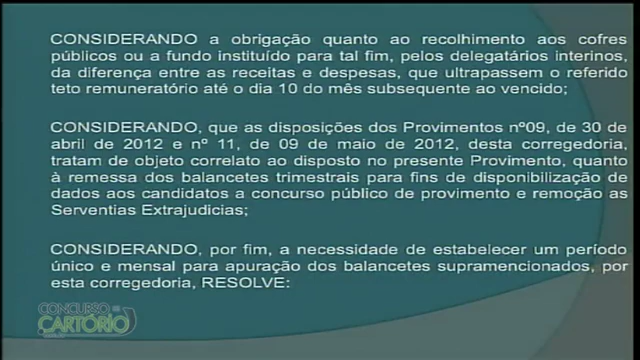 CONSIDERANDO a obrigação quanto ao recolhimento aos cofres
públicos ou a fundo instituído para tal fim, pelos delegatários interinos,
da diferença entre as receitas e despesas, que ultrapassem o referido
teto remuneratório até o dia 10 do mês subsequente ao vencido;
CONSIDERANDO, que as disposições dos Provimentos nº09, de 30 de
abril de 2012 e nº 11, de 09 de maio de 2012, desta corregedoria,
tratam de objeto correlato ao disposto no presente Provimento, quanto
à remessa dos balancetes trimestrais para fins de disponibilização de
dados aos candidatos a concurso público de provimento e remoção as
Serventias Extrajudicias;
CONSIDERANDO, por fim, a necessidade de estabelecer um período
único e mensal para apuração dos balancetes supramencionados, por
esta corregedoria, RESOLVE:
CONCURSO DE
CARTÓRIO